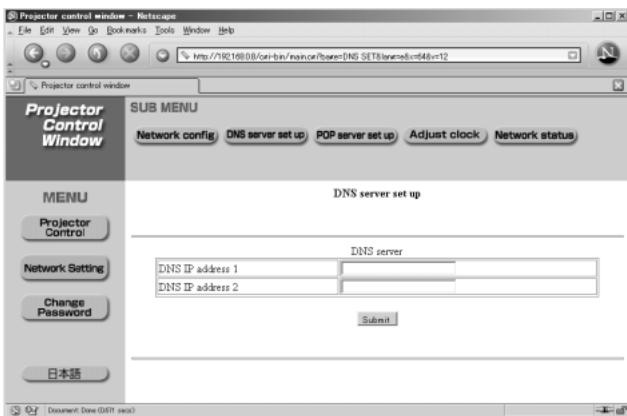 Projector control window - Netscape
File Edit View Go Bookmarks Tools Window Help
Projector control window
Projector
Control
Window
SUB MENU
Network config
DNS server set up
POP server set up
Adjust clock
Network status
MENU
Projector
Control
Network Setting
Change
Password
日本語
DNS server set up
DNS server
DNS IP address 1
DNS IP address 2
Submit